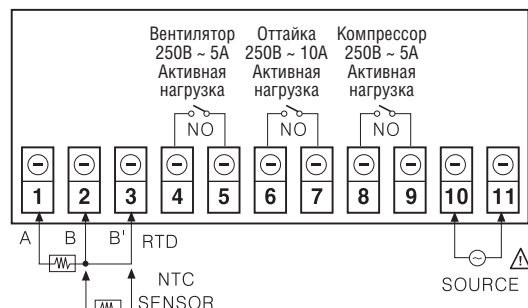 Вентилятор Оттайка Компрессор
250В ~ 5А 250В ~ 10А 250В ~ 5А
Активная Активная Активная
нагрузка нагрузка нагрузка
NO NO NO
1 2 3 4 5 6 7 8 9 10 11
A B B' RTD
NTC
SENSOR
SOURCE